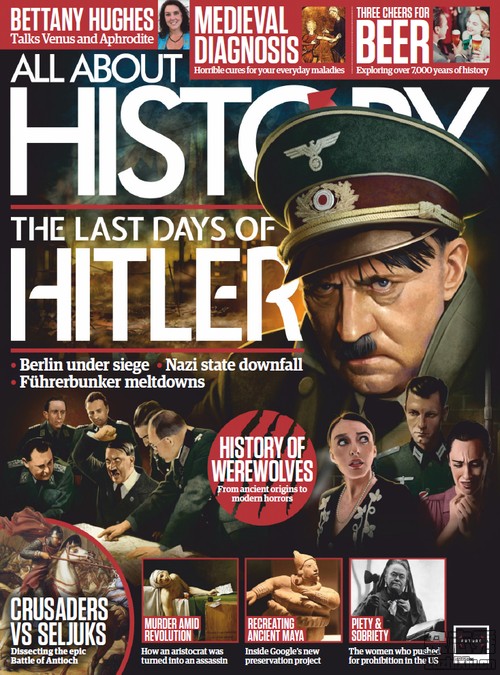 BETTANY HUGHES
Talks Venus and Aphrodite
MEDIEVAL
DIAGNOSIS
Horrible cures for your everyday maladies
THREE CHEERS FOR
BEER
Exploring over 7,000 years of history
ALL ABOUT
HISTORY
THE LAST DAYS OF
HITLER
• Berlin under siege • Nazi state downfall
• Führerbunker meltdowns
HISTORY OF
WEREWOLVES
From ancient origins to
modern horrors
CRUSADERS
VS SELJUKS
Dissecting the epic
Battle of Antioch
MURDER AMID
REVOLUTION
How an aristocrat was
turned into an assassin
RECREATING
ANCIENT MAYA
Inside Google's new
preservation project
PIETY &
SOBRIETY
The women who pushed
for prohibition in the US
FUTURE